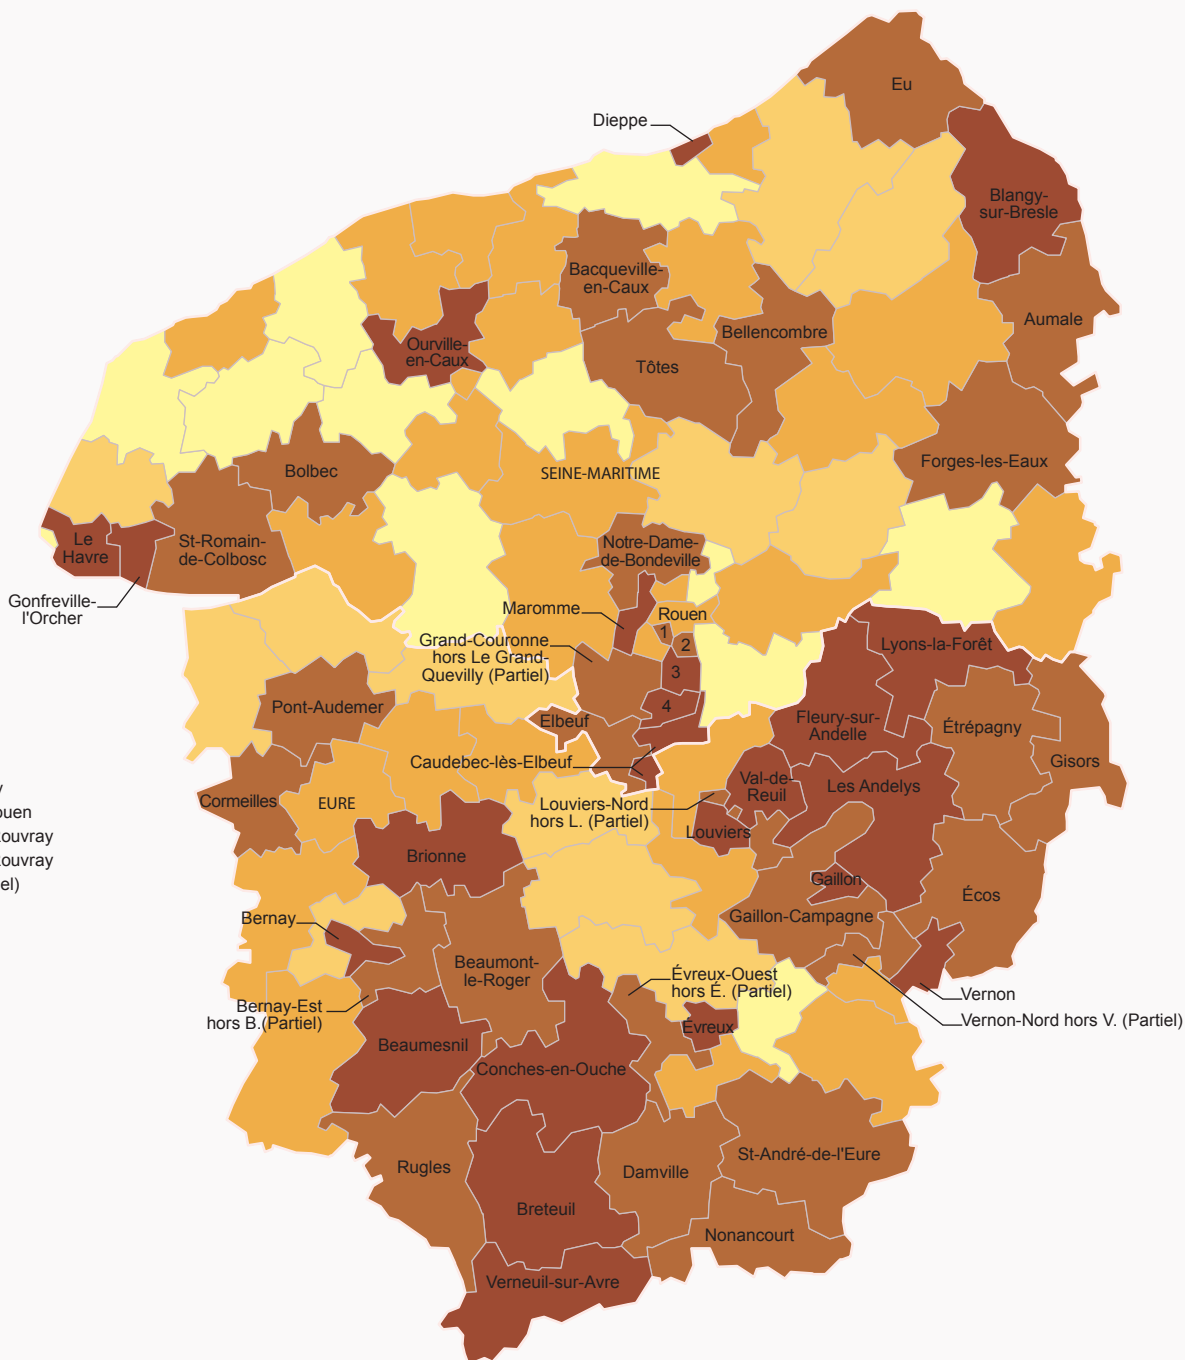 Eu
Dieppe
Blangy-
sur-Bresle
Bacqueville-
en-Caux
Aumale
Bellencombre
Ourville-
en-Caux
Tôtes
Forges-les-Eaux
Bolbec
SEINE-MARITIME
Le
Havre
St-Romain-
de-Colbosc
Notre-Dame-
de-Bondeville
Gonfreville-
l'Orcher
Maromme
Rouen
1
2
3
4
Grand-Couronne
hors Le Grand-
Quevilly (Partiel)
Lyons-la-Forêt
Pont-Audemer
Elbeuf
Fleury-sur-
Andelle
Étrépagny
Gisors
Caudebec-lès-Elbeuf
Val-de-
Reuil
Les Andelys
y
ouen
ouvray
ouvray
el)
Cormeilles
EURE
Louviers-Nord
hors L. (Partiel)
Louviers
Brionne
Gaillon
Écos
Bernay
Gaillon-Campagne
Beaumont-
le-Roger
Évreux-Ouest
hors É. (Partiel)
Vernon
Bernay-Est
hors B.(Partiel)
Vernon-Nord hors V. (Partiel)
Évreux
Beaumesnil
Conches-en-Ouche
Rugles
Damville
St-André-de-l'Eure
Breteuil
Nonancourt
Verneuil-sur-Avre